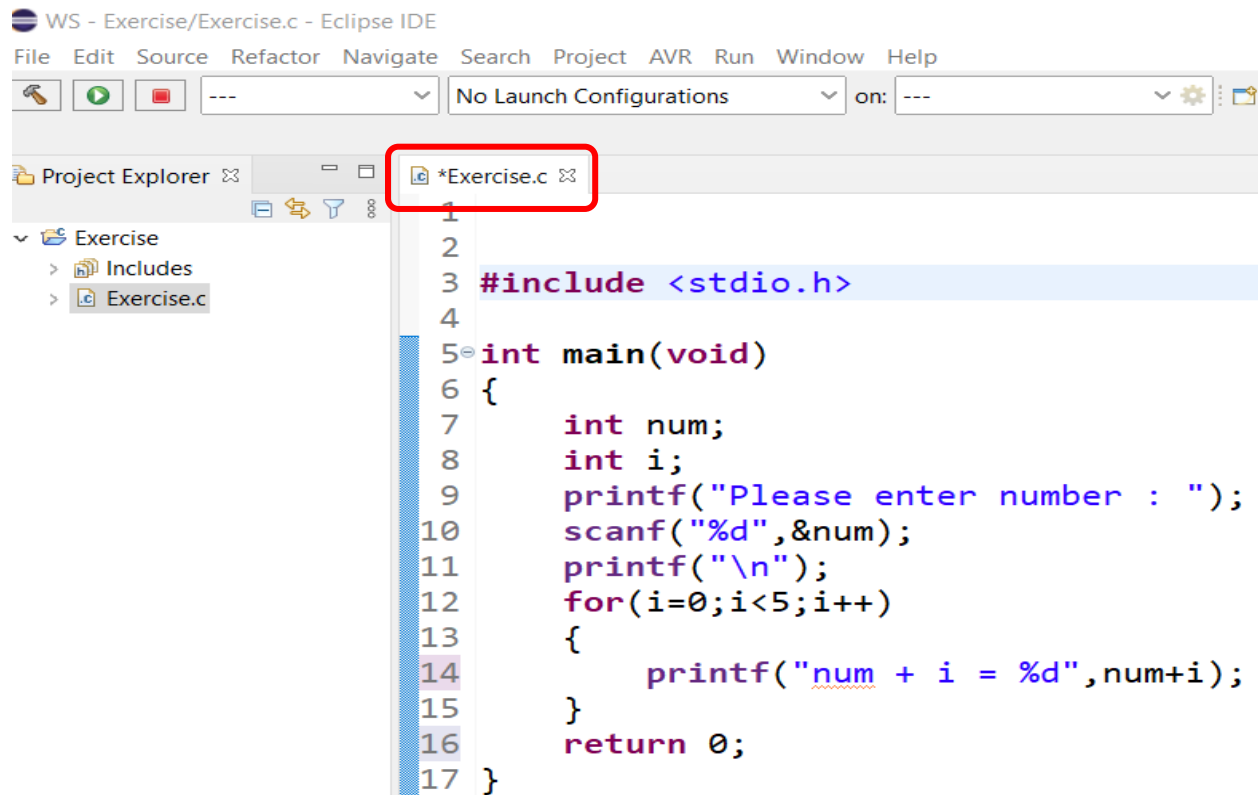 WS - Exercise/Exercise.c - Eclipse IDE
File Edit Source Refactor Navigate Search Project AVR Run Window Help
--- No Launch Configurations on: ---
Project Explorer
*Exercise.c
Exercise
Includes
Exercise.c
1
2
3 #include <stdio.h>
4
5 int main(void)
6 {
7 int num;
8 int i;
9 printf("Please enter number : ");
10 scanf("%d",&num);
11 printf("\n");
12 for(i=0;i<5;i++)
13 {
14 printf("num + i = %d",num+i);
15 }
16 return 0;
17 }